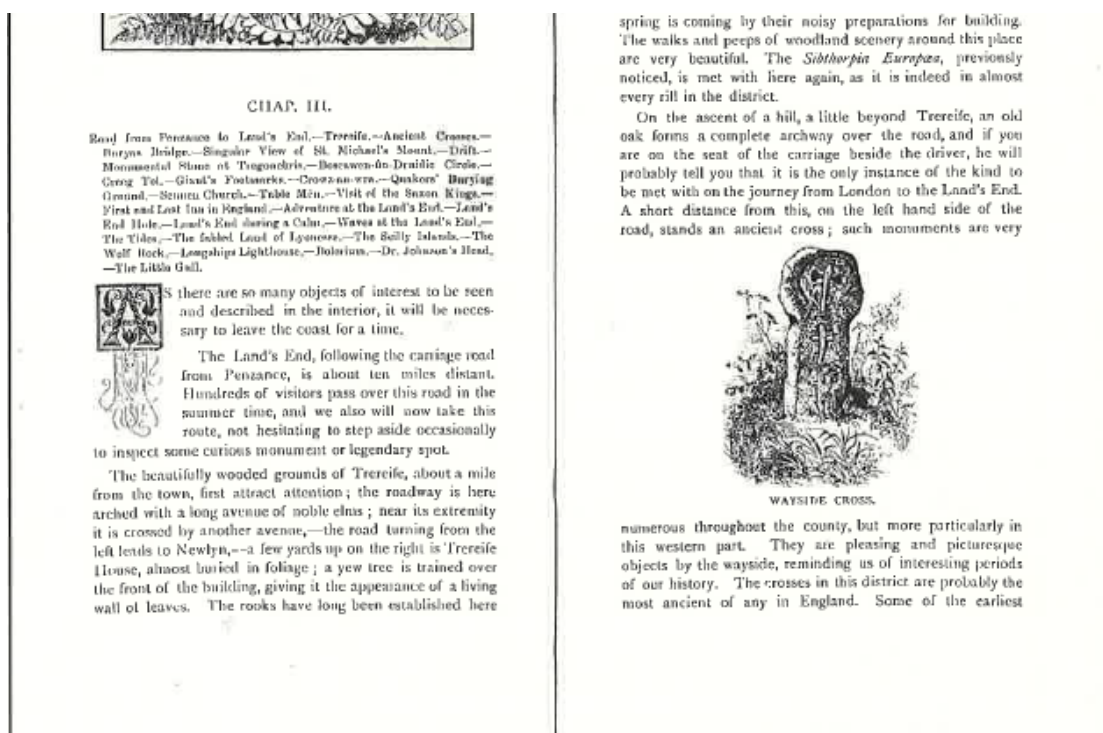 CHAP. III.
Road from Penzance to Land's End.—Trereife.—Ancient Crosses.—
Buryas Bridge.—Singular View of St. Michael's Mount.—Drift.—
Monumental Stone at Tregonebris.—Boscawen-ûn Druidic Circle.—
Creeg Tol.—Giant's Footmarks.—Crowz-an-wra.—Quakers' Burying
Ground.—Sennen Church.—Table Mên.—Visit of the Saxon Kings.—
First and Last Inn in England.—Adventure at the Land's End.—Land's
End Hole.—Land's End during a Calm.—Waves at the Land's End.
The Tides.—The fabled Land of Lyonesse.—The Scilly Islands.—The
Wolf Rock.—Longships Lighthouse.—Bolerium.—Dr. Johnson's Head.
—The Little Gull.
AS there are so many objects of interest to be seen
and described in the interior, it will be neces-
sary to leave the coast for a time.
The Land's End, following the carriage road
from Penzance, is about ten miles distant.
Hundreds of visitors pass over this road in the
summer time, and we also will now take this
route, not hesitating to step aside occasionally
to inspect some curious monument or legendary spot.
The beautifully wooded grounds of Trereife, about a mile
from the town, first attract attention; the roadway is here
arched with a long avenue of noble elms; near its extremity
it is crossed by another avenue,—the road turning from the
left leads to Newlyn,—a few yards up on the right is Trereife
House, almost buried in foliage; a yew tree is trained over
the front of the building, giving it the appearance of a living
wall of leaves. The rooks have long been established here
spring is coming by their noisy preparations for building.
The walks and peeps of woodland scenery around this place
are very beautiful. The Sibthorpia Europæa, previously
noticed, is met with here again, as it is indeed in almost
every rill in the district.
On the ascent of a hill, a little beyond Trereife, an old
oak forms a complete archway over the road, and if you
are on the seat of the carriage beside the driver, he will
probably tell you that it is the only instance of the kind to
be met with on the journey from London to the Land's End.
A short distance from this, on the left hand side of the
road, stands an ancient cross; such monuments are very
WAYSIDE CROSS.
numerous throughout the county, but more particularly in
this western part. They are pleasing and picturesque
objects by the wayside, reminding us of interesting periods
of our history. The crosses in this district are probably the
most ancient of any in England. Some of the earliest